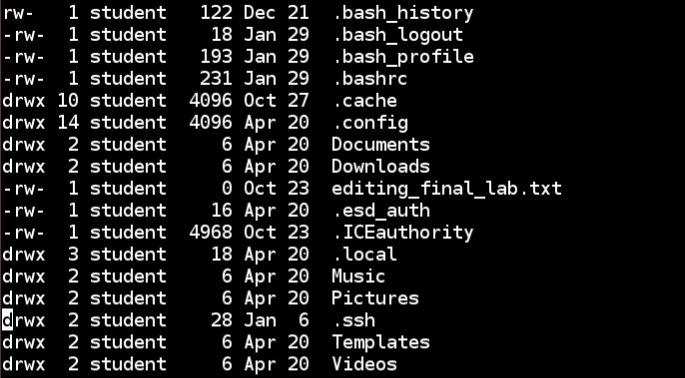 rw-   1 student   122 Dec 21  .bash_history
-rw-  1 student    18 Jan 29  .bash_logout
-rw-  1 student   193 Jan 29  .bash_profile
-rw-  1 student   231 Jan 29  .bashrc
drwx 10 student  4096 Oct 27  .cache
drwx 14 student  4096 Apr 20  .config
drwx  2 student     6 Apr 20  Documents
drwx  2 student     6 Apr 20  Downloads
-rw-  1 student     0 Oct 23  editing_final_lab.txt
-rw-  1 student    16 Apr 20  .esd_auth
-rw-  1 student  4968 Oct 23  .ICEauthority
drwx  3 student    18 Apr 20  .local
drwx  2 student     6 Apr 20  Music
drwx  2 student     6 Apr 20  Pictures
drwx  2 student    28 Jan  6  .ssh
drwx  2 student     6 Apr 20  Templates
drwx  2 student     6 Apr 20  Videos